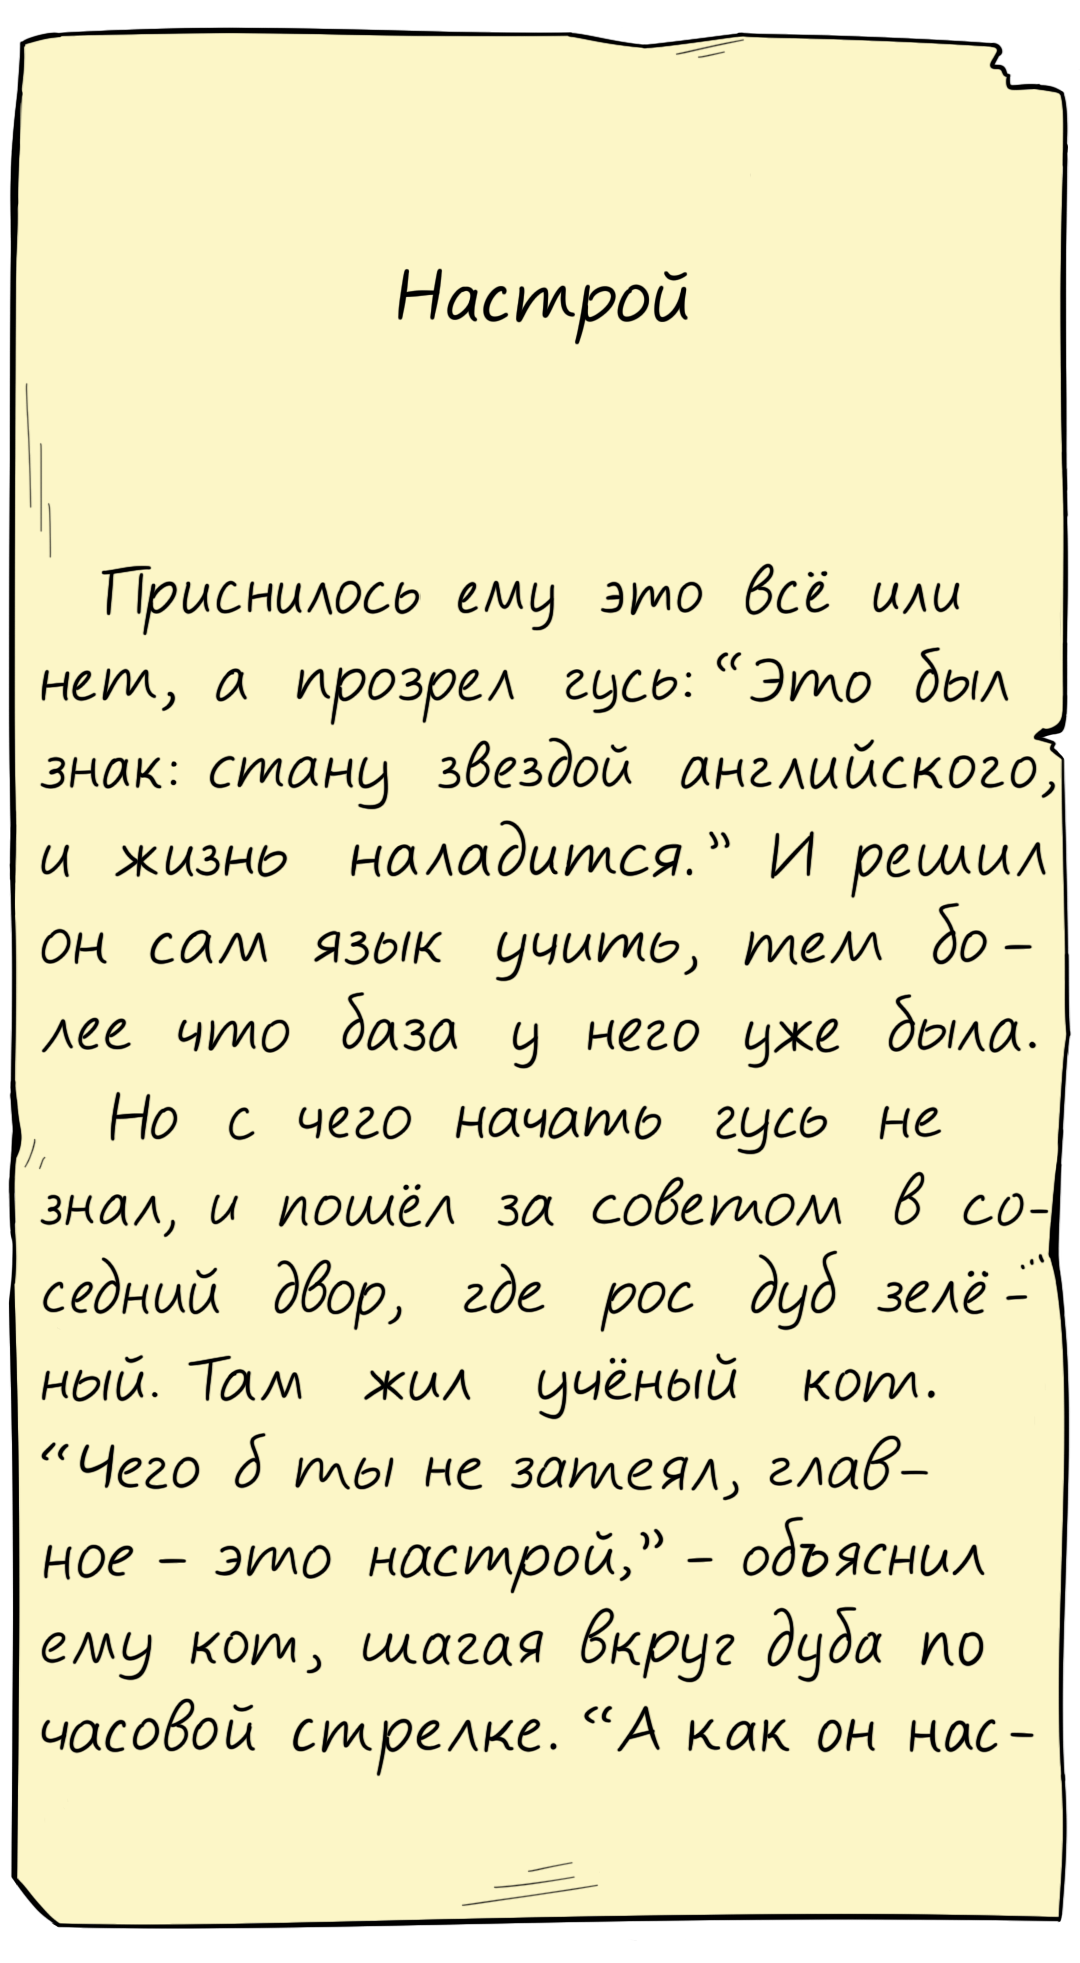 Настрой
Приснилось ему это всё или
нет, а прозрел гусь: “Это был
знак: стану звездой английского,
и жизнь наладится.” И решил
он сам язык учить, тем бо-
лее что база у него уже была.
Но с чего начать гусь не
знал, и пошёл за советом в со-
седний двор, где рос дуб зелё-
ный. Там жил учёный кот.
“Чего б ты не затеял, глав-
ное – это настрой,” – объяснил
ему кот, шагая вкруг дуба по
часовой стрелке. “А как он нас-